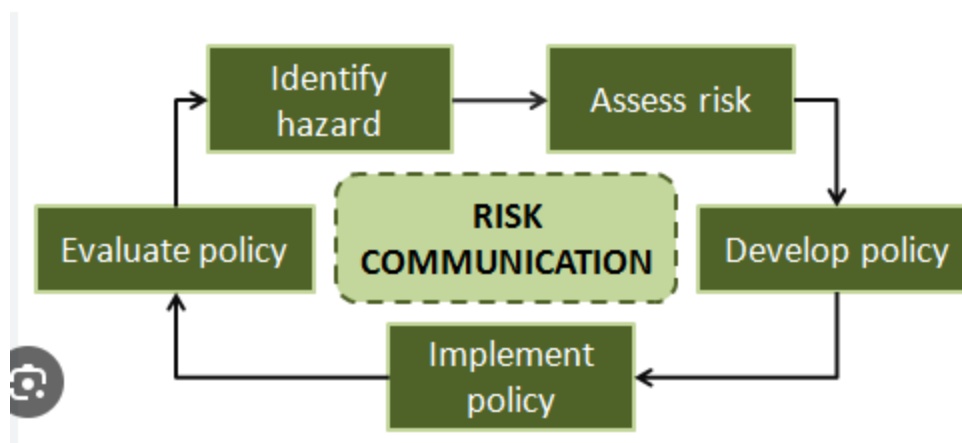 Identify
hazard
Assess risk
RISK
COMMUNICATION
Evaluate policy
Develop policy
Implement
policy